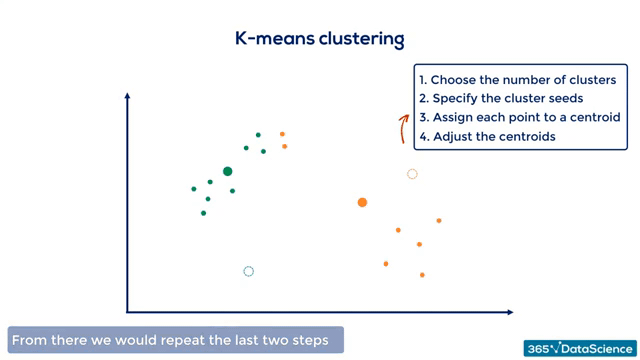 K-means clustering
1. Choose the number of clusters
2. Specify the cluster seeds
3. Assign each point to a centroid
4. Adjust the centroids
From there we would repeat the last two steps
365 DataScience